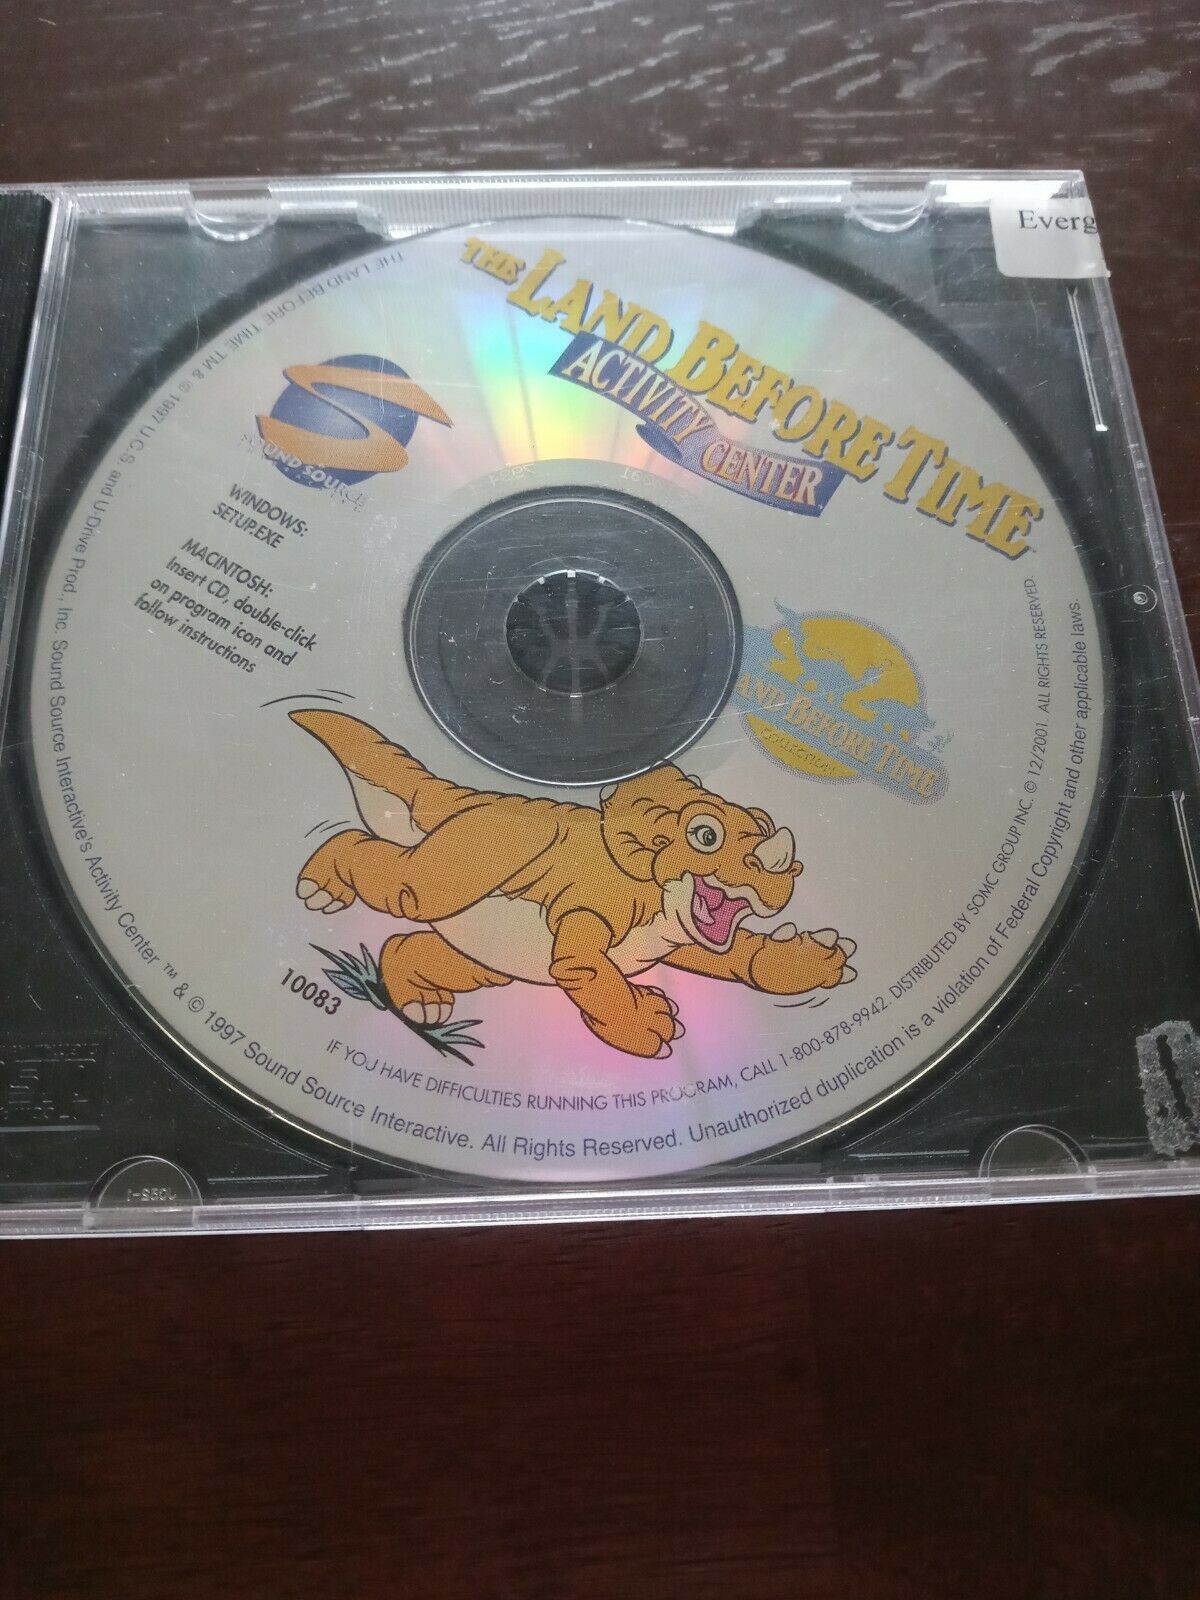 THE LAND BEFORE TIME
ACTIVITY CENTER
SOUND SOURCE
WINDOWS:
SETUP.EXE
MACINTOSH:
Insert CD, double-click
on program icon and
follow instructions
LAND BEFORE TIME
COLLECTION
10083
IF YOU HAVE DIFFICULTIES RUNNING THIS PROGRAM, CALL 1-800-878-9942. DISTRIBUTED BY SOMC GROUP INC. © 12/2001 ALL RIGHTS RESERVED.
THE LAND BEFORE TIME TM & © 1997 U.C.S. and U-Drive Prod., Inc. Sound Source Interactive's Activity Center ™ & © 1997 Sound Source Interactive. All Rights Reserved. Unauthorized duplication is a violation of Federal Copyright and other applicable laws.
Everg